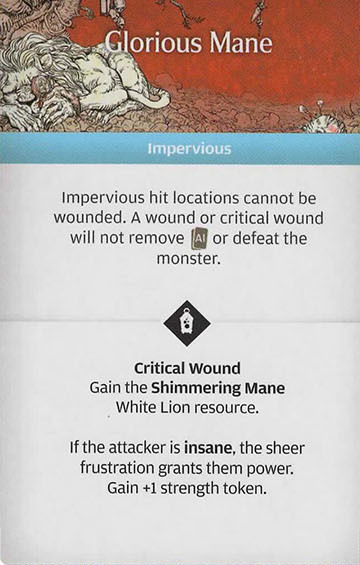 Glorious Mane
Impervious
Impervious hit locations cannot be
wounded. A wound or critical wound
will not remove AI or defeat the
monster.
Critical Wound
Gain the Shimmering Mane
White Lion resource.
If the attacker is insane, the sheer
frustration grants them power.
Gain +1 strength token.